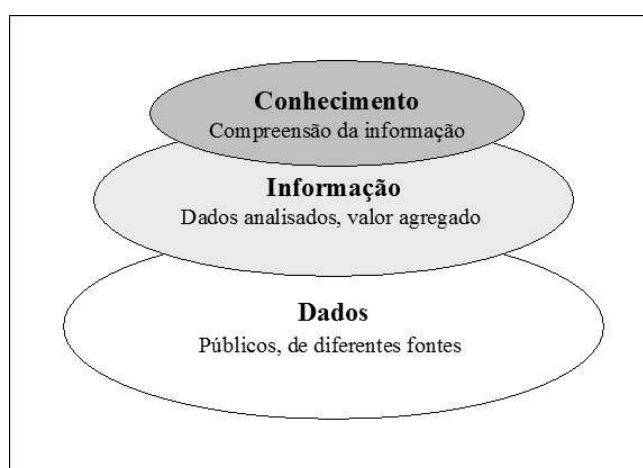 Conhecimento
Compreensão da informação
Informação
Dados analisados, valor agregado
Dados
Públicos, de diferentes fontes